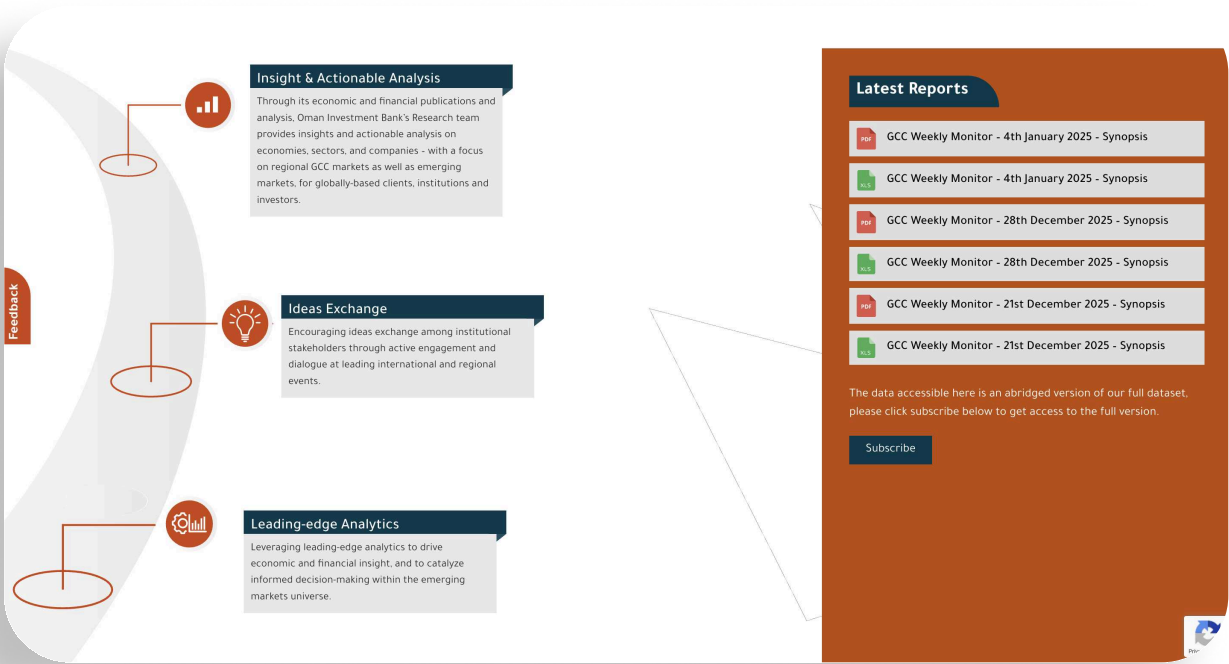 Insight & Actionable Analysis
Through its economic and financial publications and
analysis, Oman Investment Bank's Research team
provides insights and actionable analysis on
economies, sectors, and companies - with a focus
on regional GCC markets as well as emerging
markets, for globally-based clients, institutions and
investors.
Feedback
Ideas Exchange
Encouraging ideas exchange among institutional
stakeholders through active engagement and
dialogue at leading international and regional
events.
Leading-edge Analytics
Leveraging leading-edge analytics to drive
economic and financial insight, and to catalyze
informed decision-making within the emerging
markets universe.
Latest Reports
PDF GCC Weekly Monitor - 4th January 2025 - Synopsis
XLS GCC Weekly Monitor - 4th January 2025 - Synopsis
PDF GCC Weekly Monitor - 28th December 2025 - Synopsis
XLS GCC Weekly Monitor - 28th December 2025 - Synopsis
PDF GCC Weekly Monitor - 21st December 2025 - Synopsis
XLS GCC Weekly Monitor - 21st December 2025 - Synopsis
The data accessible here is an abridged version of our full dataset,
please click subscribe below to get access to the full version.
Subscribe